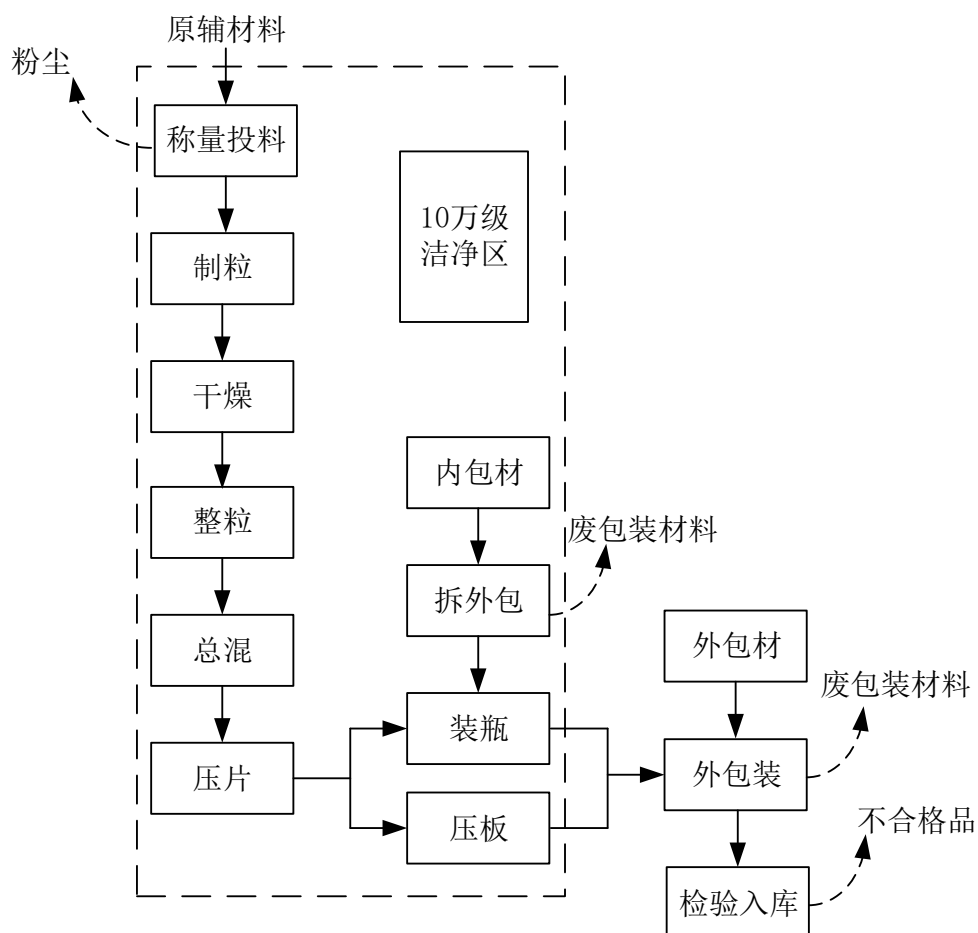 原辅材料
粉尘
称量投料
10万级
洁净区
制粒
干燥
内包材
整粒
废包装材料
拆外包
总混
外包材
废包装材料
装瓶
压片
外包装
压板
不合格品
检验入库